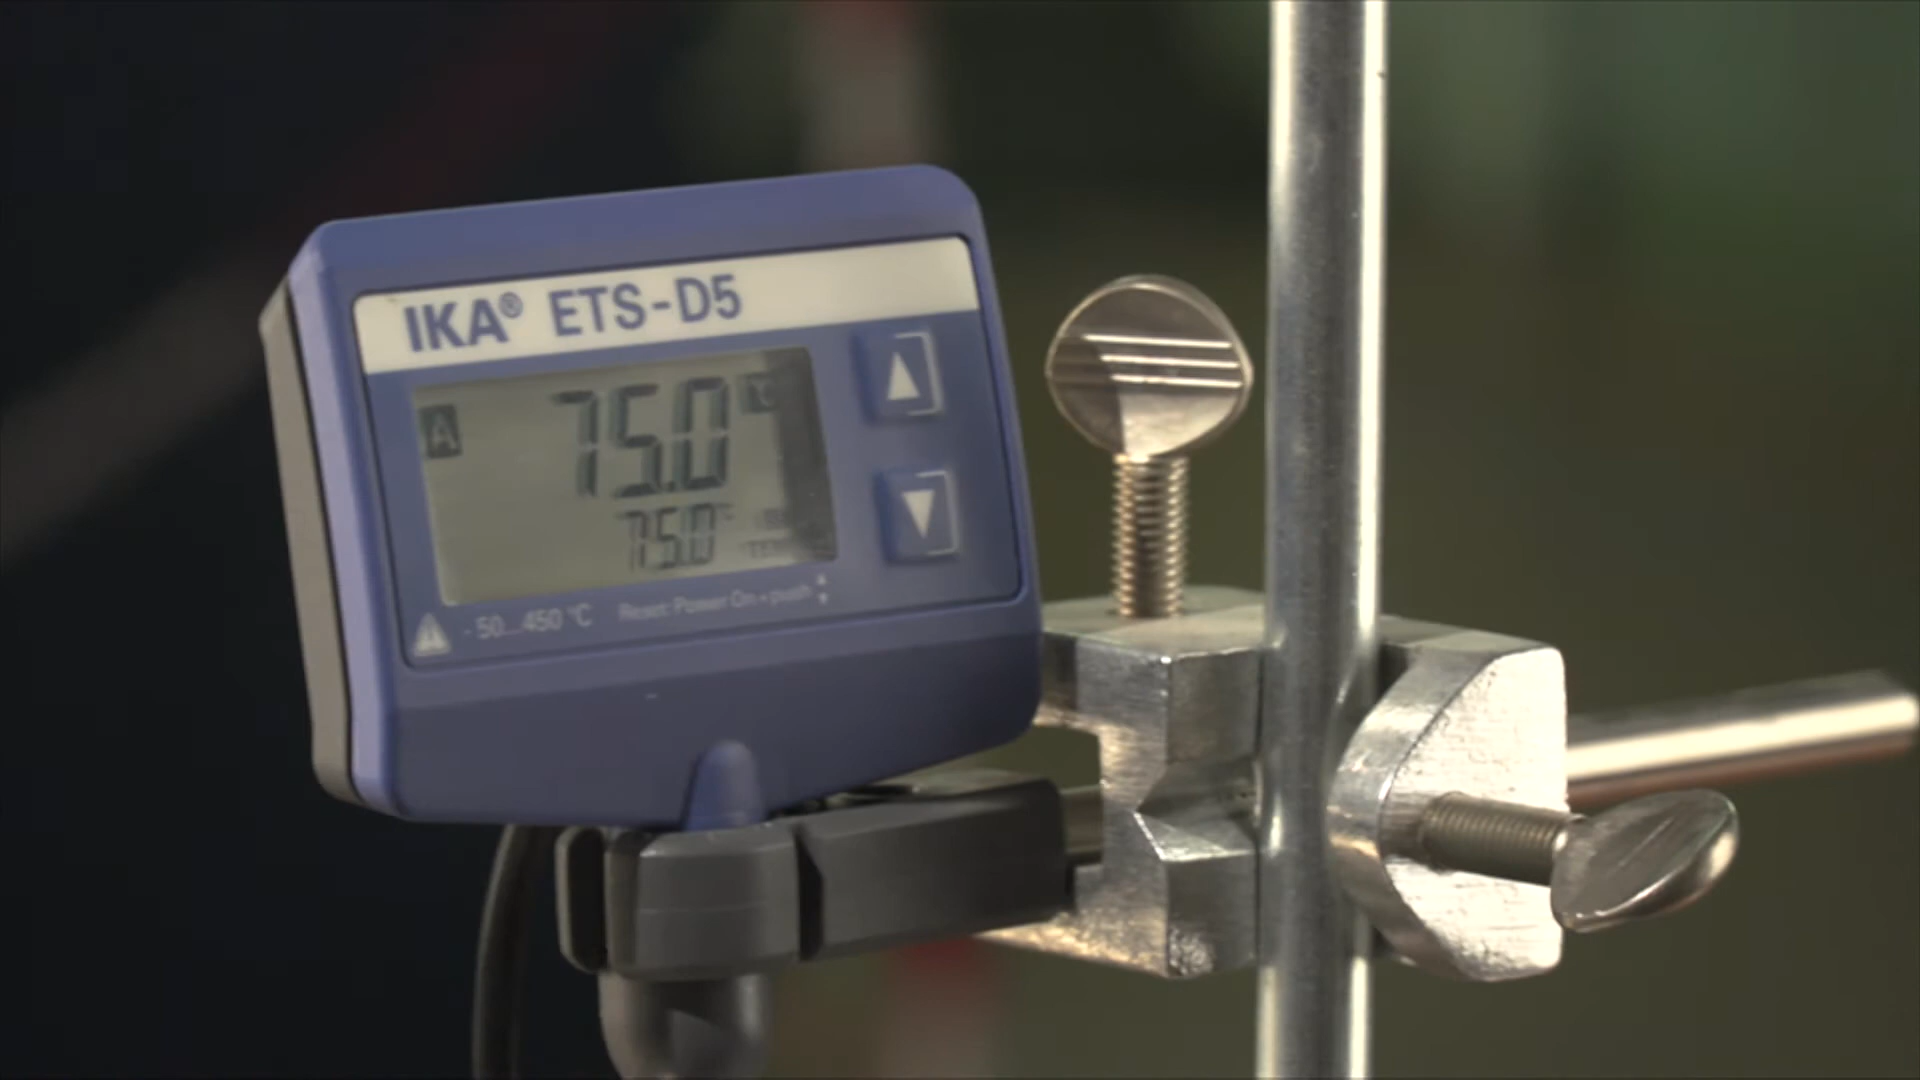 IKA® ETS-D5
A 75.0 °C
75.0 °C
- 50...450 °C Reset: Power On + push